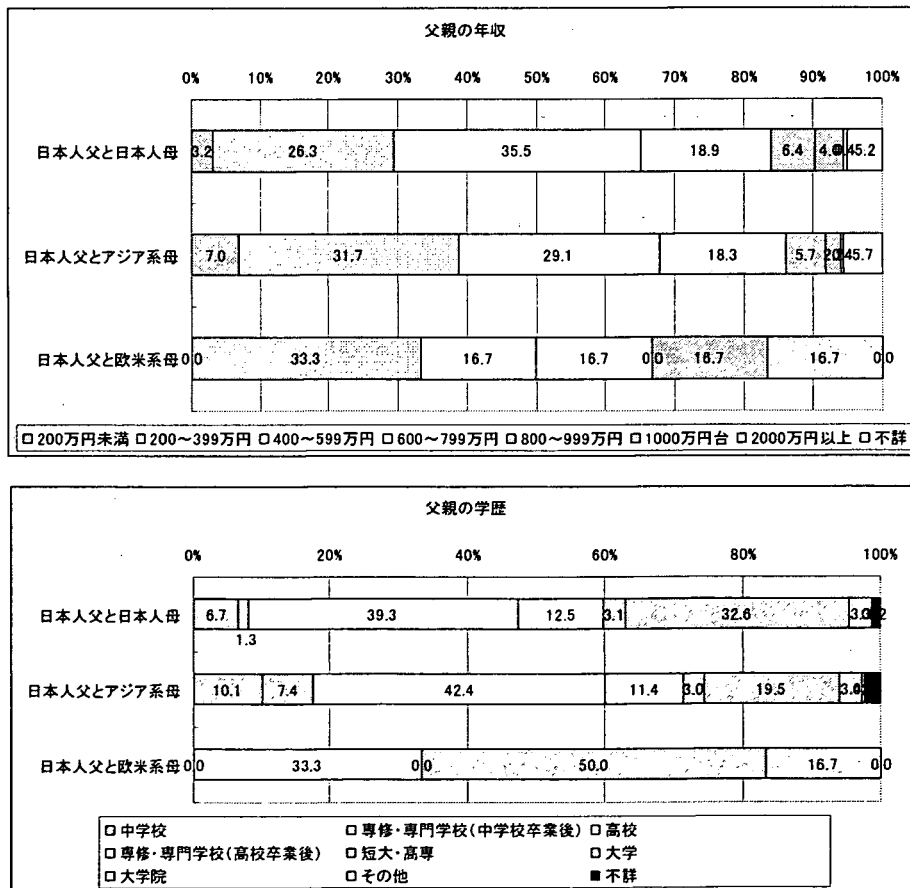 父親の年収
0% 10% 20% 30% 40% 50% 60% 70% 80% 90% 100%
日本人父と日本人母 3.2 26.3 35.5 18.9 6.4 5.2
日本人父とアジア系母 7.0 31.7 29.1 18.3 5.7 5.7
日本人父と欧米系母 0.0 33.3 16.7 16.7 0.0 16.7 16.7 0.0
□200万円未満 □200～399万円 □400～599万円 □600～799万円 □800～999万円 □1000万円台 □2000万円以上 □不詳
父親の学歴
0% 20% 40% 60% 80% 100%
日本人父と日本人母 6.7 39.3 12.5 3.1 32.6
1.3
日本人父とアジア系母 10.1 7.4 42.4 11.4 3.0 19.5
日本人父と欧米系母 0.0 33.3 0.0 50.0 16.7 0.0
□中学校 □専修・専門学校(中学校卒業後) □高校
□専修・専門学校(高校卒業後) □短大・高専 □大学
□大学院 □その他 ■不詳